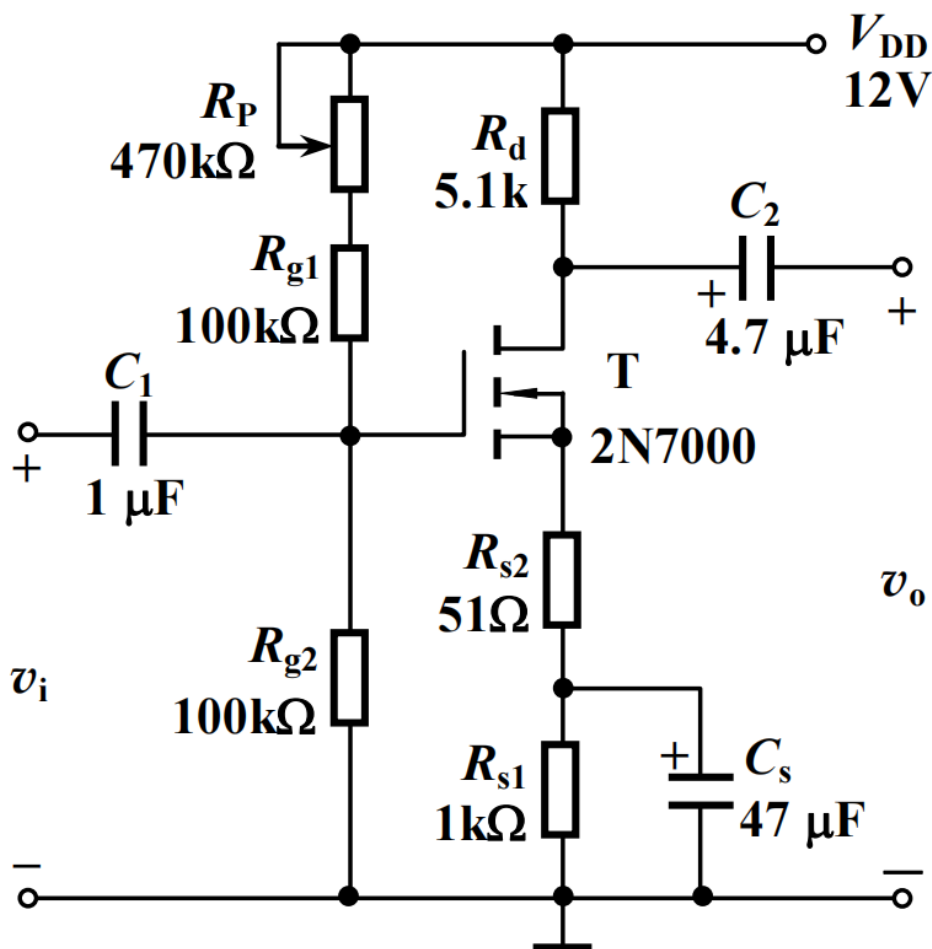 V_DD
12V
R_P
470kΩ
R_d
5.1k
C_2
+
4.7 μF
+
R_g1
100kΩ
T
2N7000
C_1
+
1 μF
R_s2
51Ω
v_o
R_g2
100kΩ
v_i
R_s1
1kΩ
+
C_s
47 μF
−
−